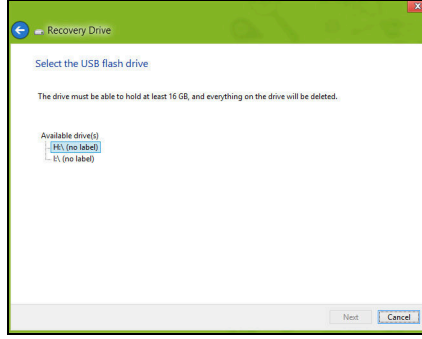 Recovery Drive
Select the USB flash drive
The drive must be able to hold at least 16 GB, and everything on the drive will be deleted.
Available drive(s)
H:\ (no label)
I:\ (no label)
Next
Cancel